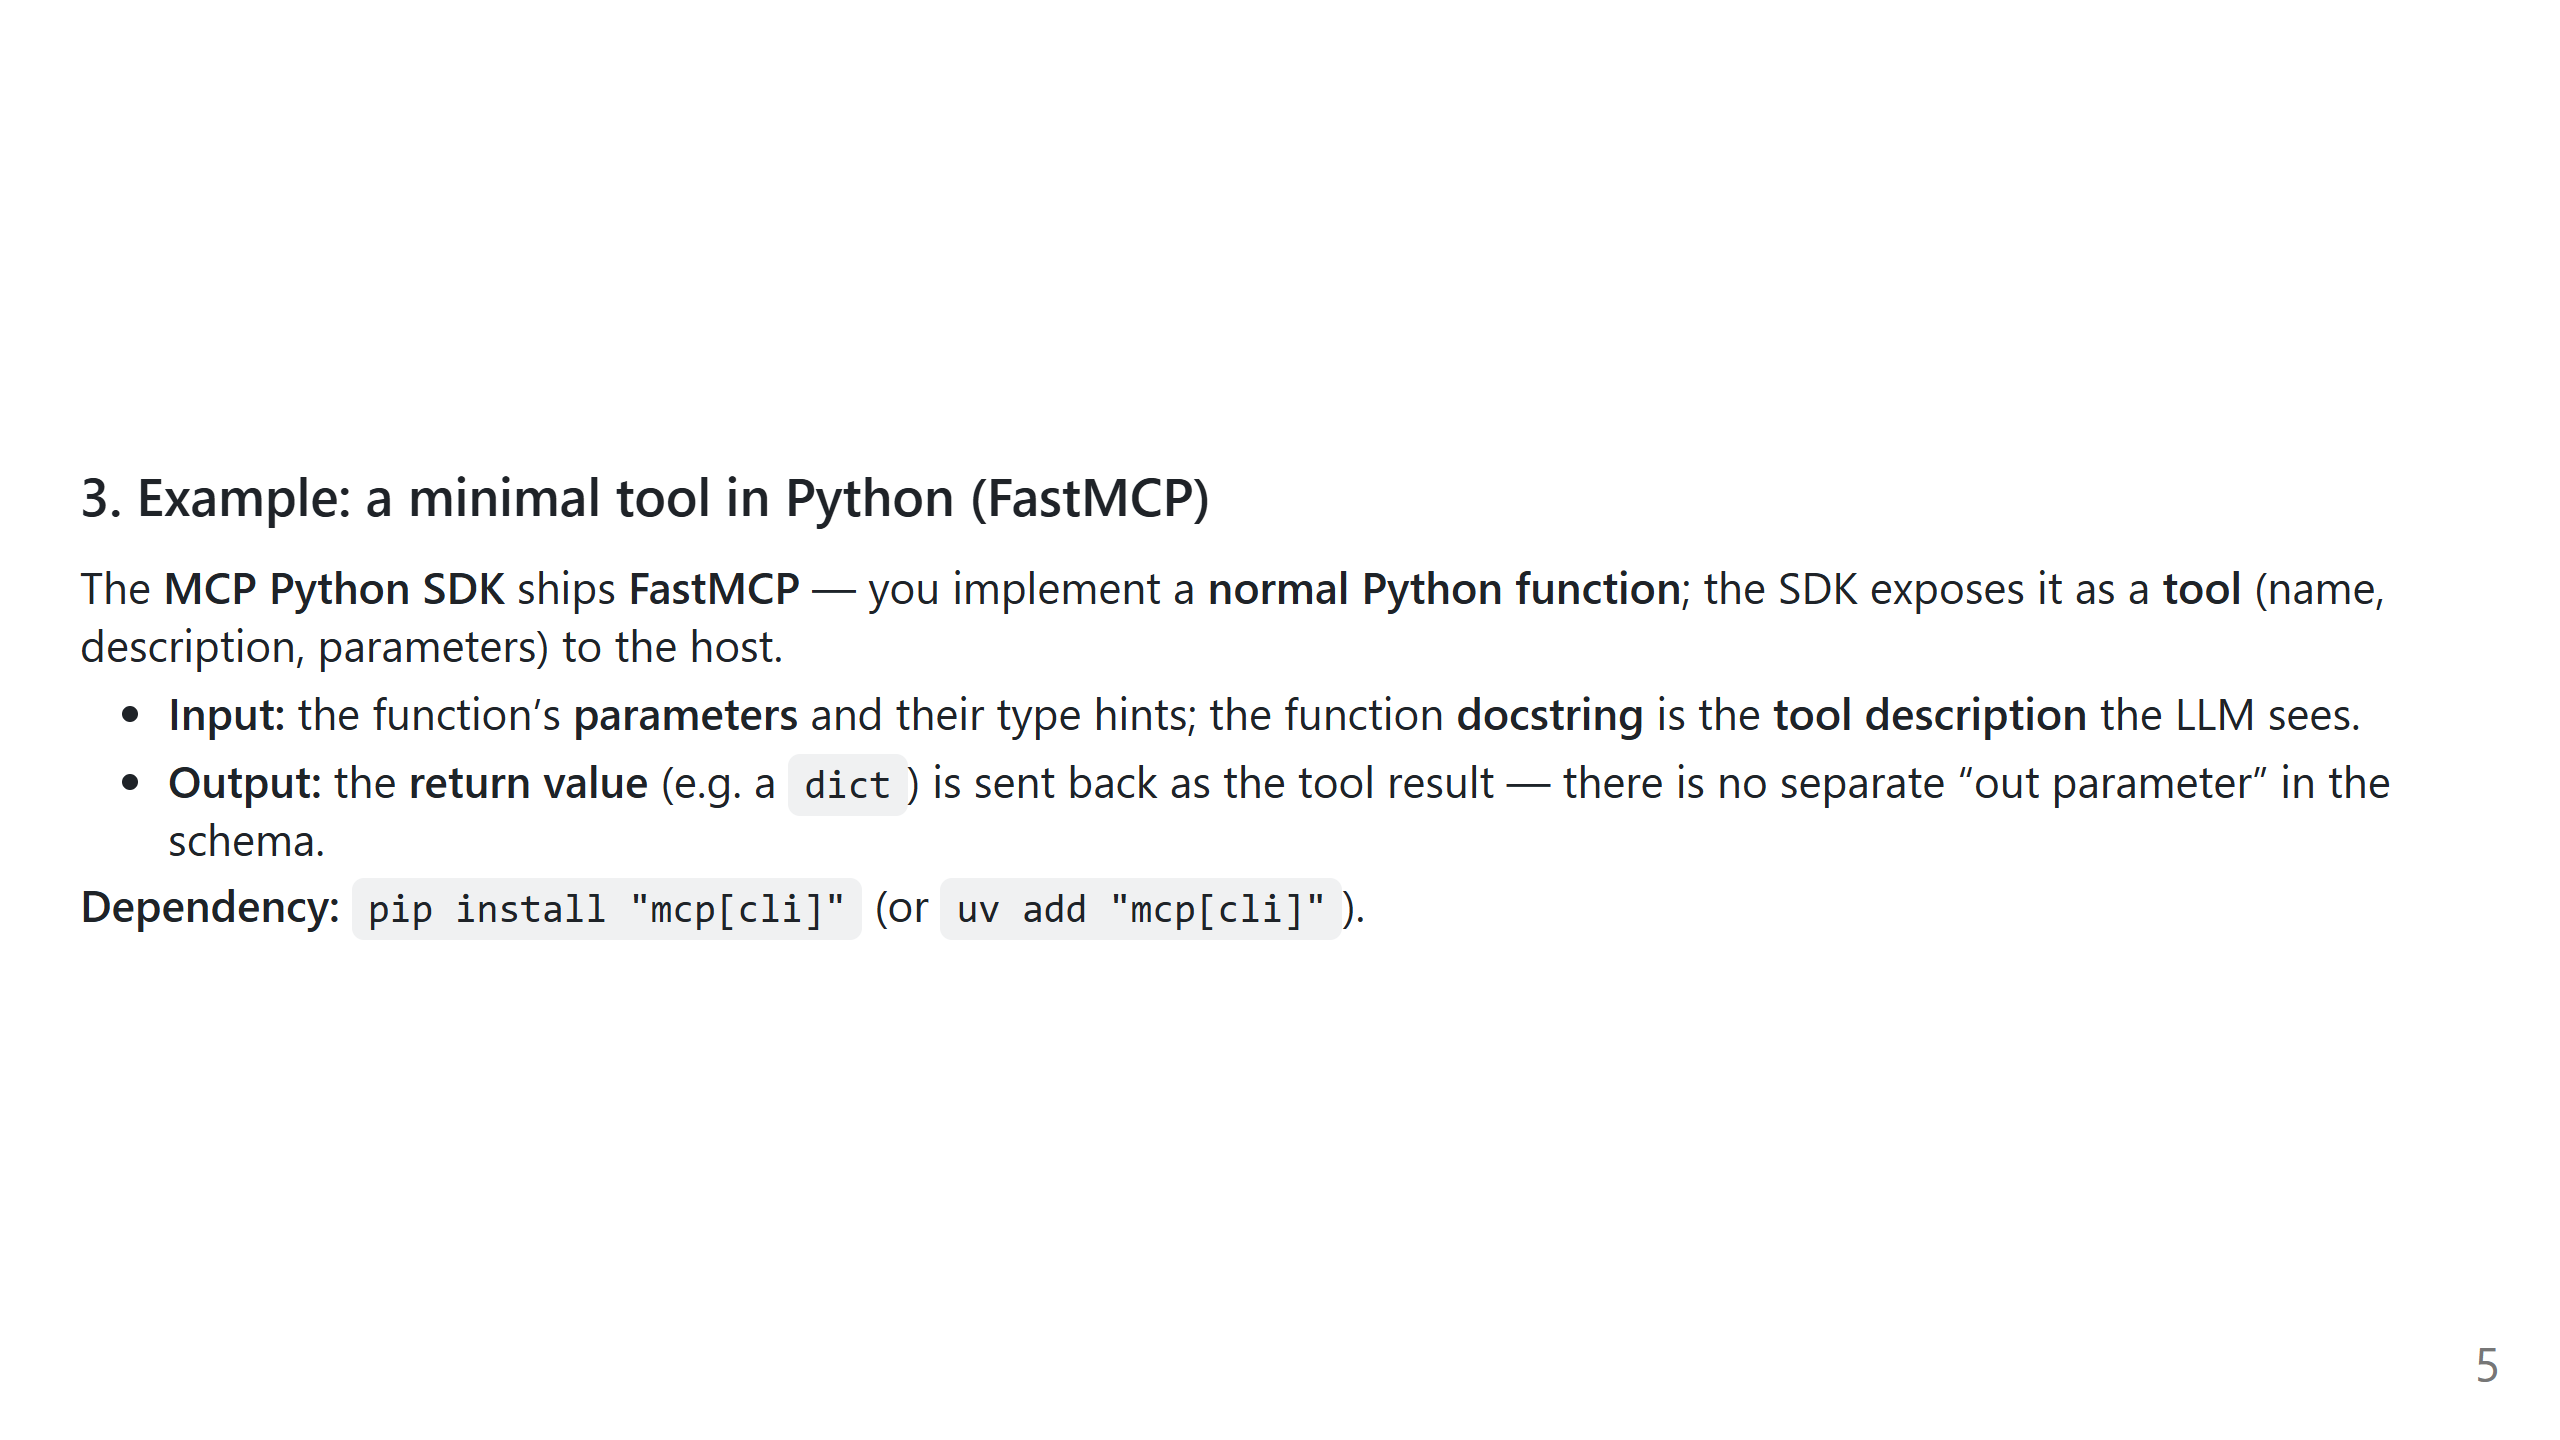 3. Example: a minimal tool in Python (FastMCP)
The MCP Python SDK ships FastMCP — you implement a normal Python function; the SDK exposes it as a tool (name,
description, parameters) to the host.
• Input: the function’s parameters and their type hints; the function docstring is the tool description the LLM sees.
• Output: the return value (e.g. a dict) is sent back as the tool result — there is no separate “out parameter” in the
schema.
Dependency: pip install "mcp[cli]" (or uv add "mcp[cli]").
5